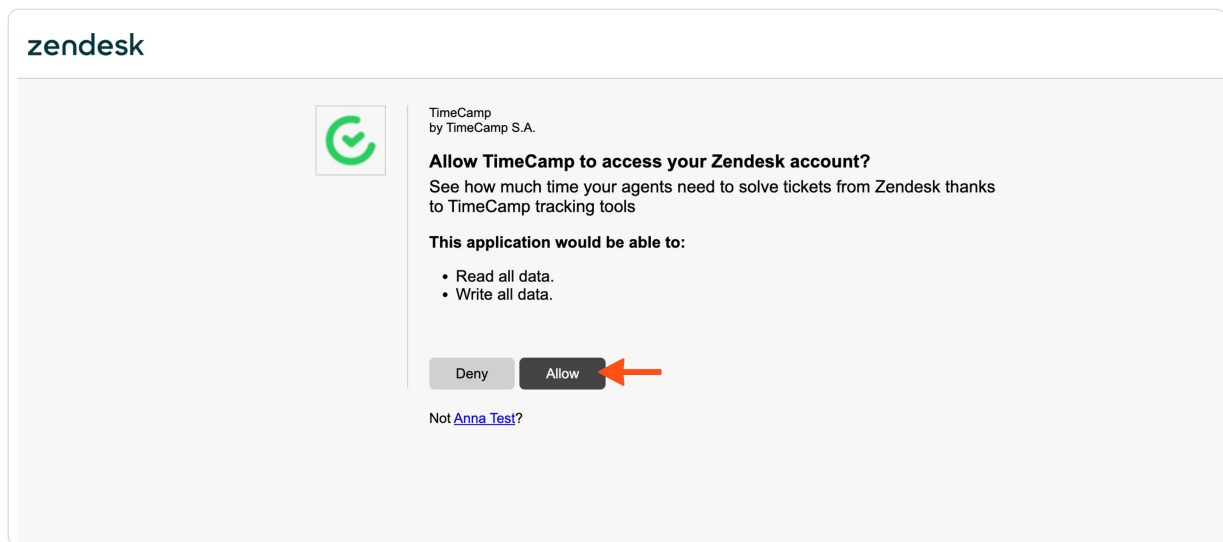 zendesk
TimeCamp
by TimeCamp S.A.
Allow TimeCamp to access your Zendesk account?
See how much time your agents need to solve tickets from Zendesk thanks
to TimeCamp tracking tools
This application would be able to:
• Read all data.
• Write all data.
Deny Allow
Not Anna Test?